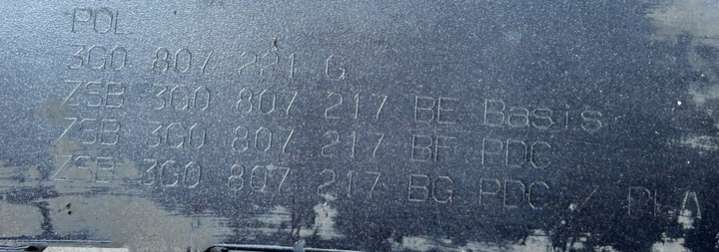 POL
3G0 807 221 G
ZSB 3G0 807 217 BE Basis
ZSB 3G0 807 217 BF PDC
ZSB 3G0 807 217 BG PDC / PLA